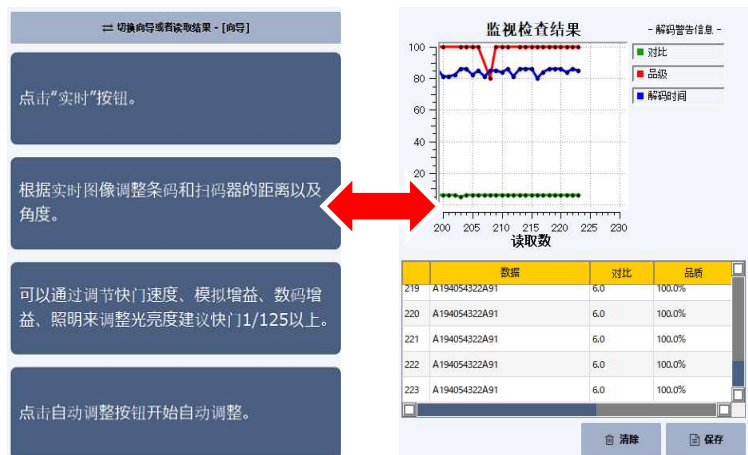 ⇌ 切换向导或者读取结果 - [向导]
点击“实时”按钮。
根据实时图像调整条码和扫码器的距离以及
角度。
可以通过调节快门速度、模拟增益、数码增
益、照明来调整光亮度建议快门1/125以上。
点击自动调整按钮开始自动调整。
监视检查结果
- 解码警告信息 -
对比
品级
解码时间
100
80
60
40
20
200 205 210 215 220 225 230
读取数
数据 对比 品质
219 A194054322A91 6.0 100.0%
220 A194054322A91 6.0 100.0%
221 A194054322A91 6.0 100.0%
222 A194054322A91 6.0 100.0%
223 A194054322A91 6.0 100.0%
清除 保存